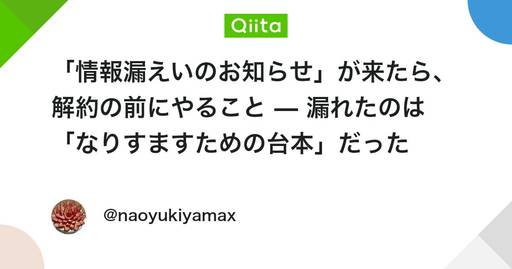 Qiita
「情報漏えいのお知らせ」が来たら、
解約の前にやること — 漏れたのは
「なりすますための台本」だった
@naoyukiyamax